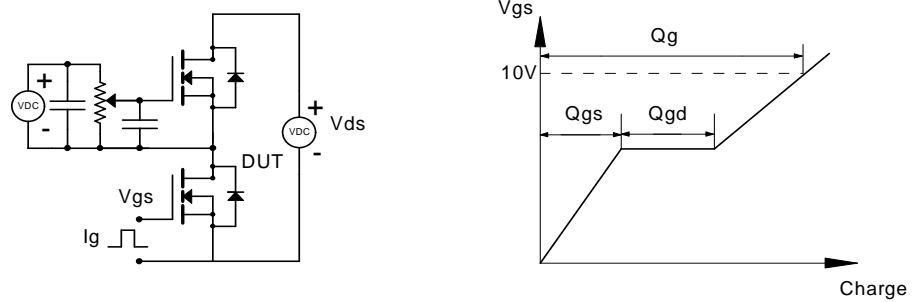 +
VDC
-
+
VDC
-
Vds
DUT
Vgs
Ig
Vgs
Qg
10V
Qgs
Qgd
Charge